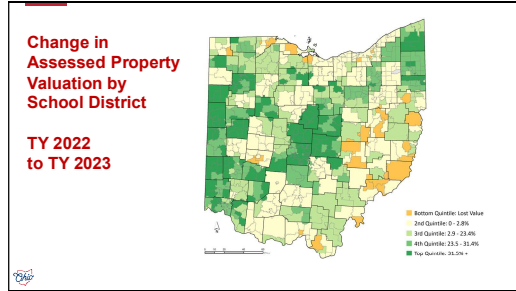 Change in
Assessed Property
Valuation by
School District
TY 2022
to TY 2023
Bottom Quintile: Lost Value
2nd Quintile: 0 - 2.8%
3rd Quintile: 2.9 - 23.4%
4th Quintile: 23.5 - 31.4%
Top Quintile: 31.5% +
Ohio